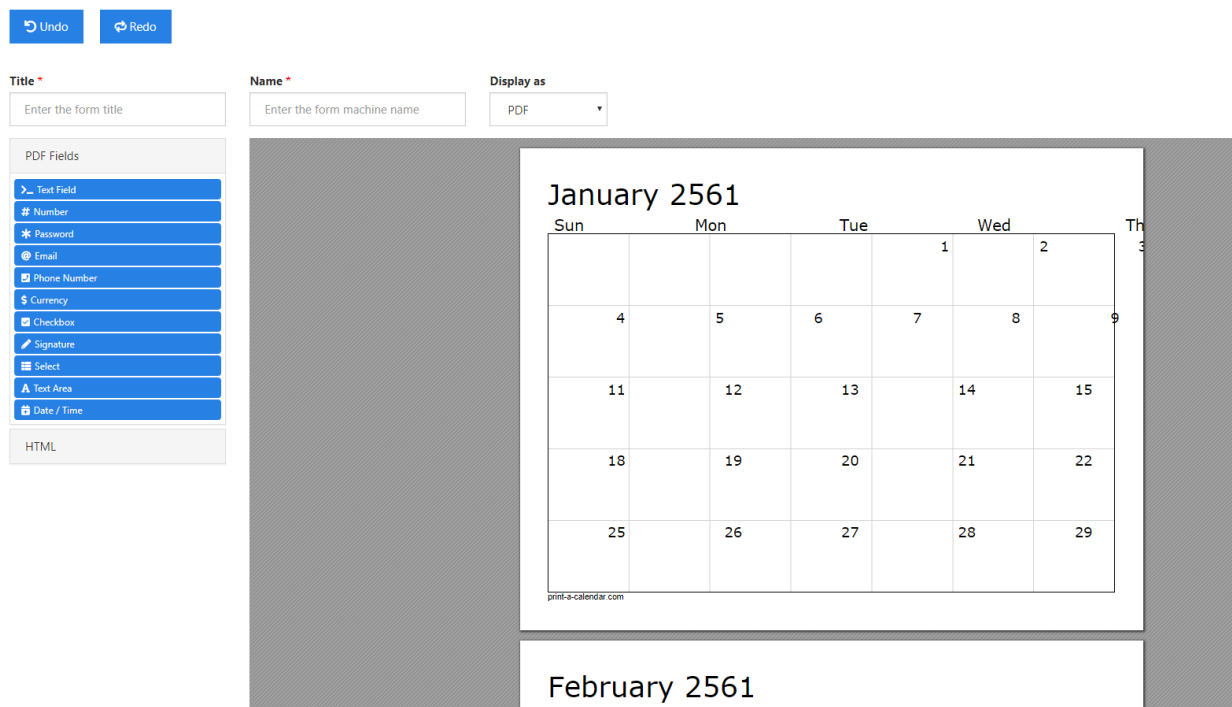 Undo Redo
Title * Name * Display as
Enter the form title Enter the form machine name PDF
PDF Fields
Text Field
Number
Password
Email
Phone Number
Currency
Checkbox
Signature
Select
Text Area
Date / Time
HTML
January 2561
Sun Mon Tue Wed Th
1 2 3
4 5 6 7 8 9
11 12 13 14 15
18 19 20 21 22
25 26 27 28 29
print-a-calendar.com
February 2561